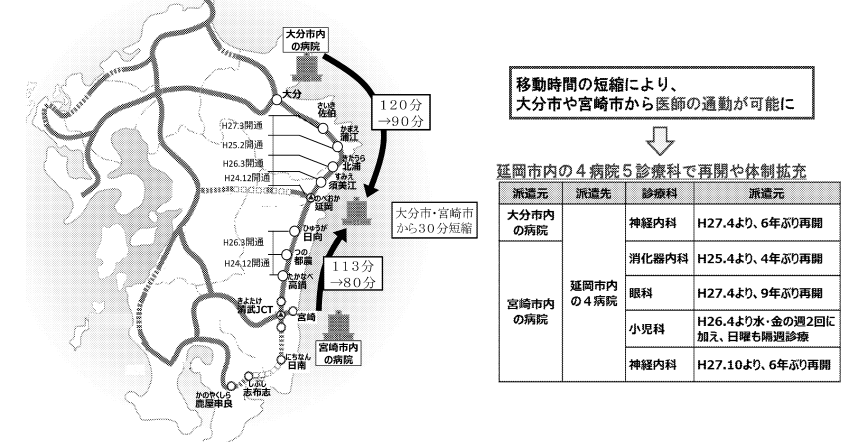 大分市内
の病院
大分
さいき
佐伯
120分
→90分
H27.3開通
かまえ
蒲江
H25.2開通
きたうら
北浦
H26.3開通
すみえ
須美江
H24.12開通
のべおか
延岡
大分市・宮崎市
から30分短縮
ひゅうが
日向
H26.3開通
つの
都農
H24.12開通
たかなべ
高鍋
113分
→80分
きよたけ
清武JCT
宮崎
宮崎市内
の病院
にちなん
日南
しぶし
志布志
かのやくしら
鹿屋串良
移動時間の短縮により、
大分市や宮崎市から医師の通勤が可能に
延岡市内の4病院5診療科で再開や体制拡充
派遣元 派遣先 診療科 派遣元
大分市内
の病院
延岡市内
の4病院
神経内科 H27.4より、6年ぶり再開
宮崎市内
の病院
消化器内科 H25.4より、4年ぶり再開
眼科 H27.4より、9年ぶり再開
小児科 H26.4より水・金の週2回に
加え、日曜も隔週診療
神経内科 H27.10より、6年ぶり再開